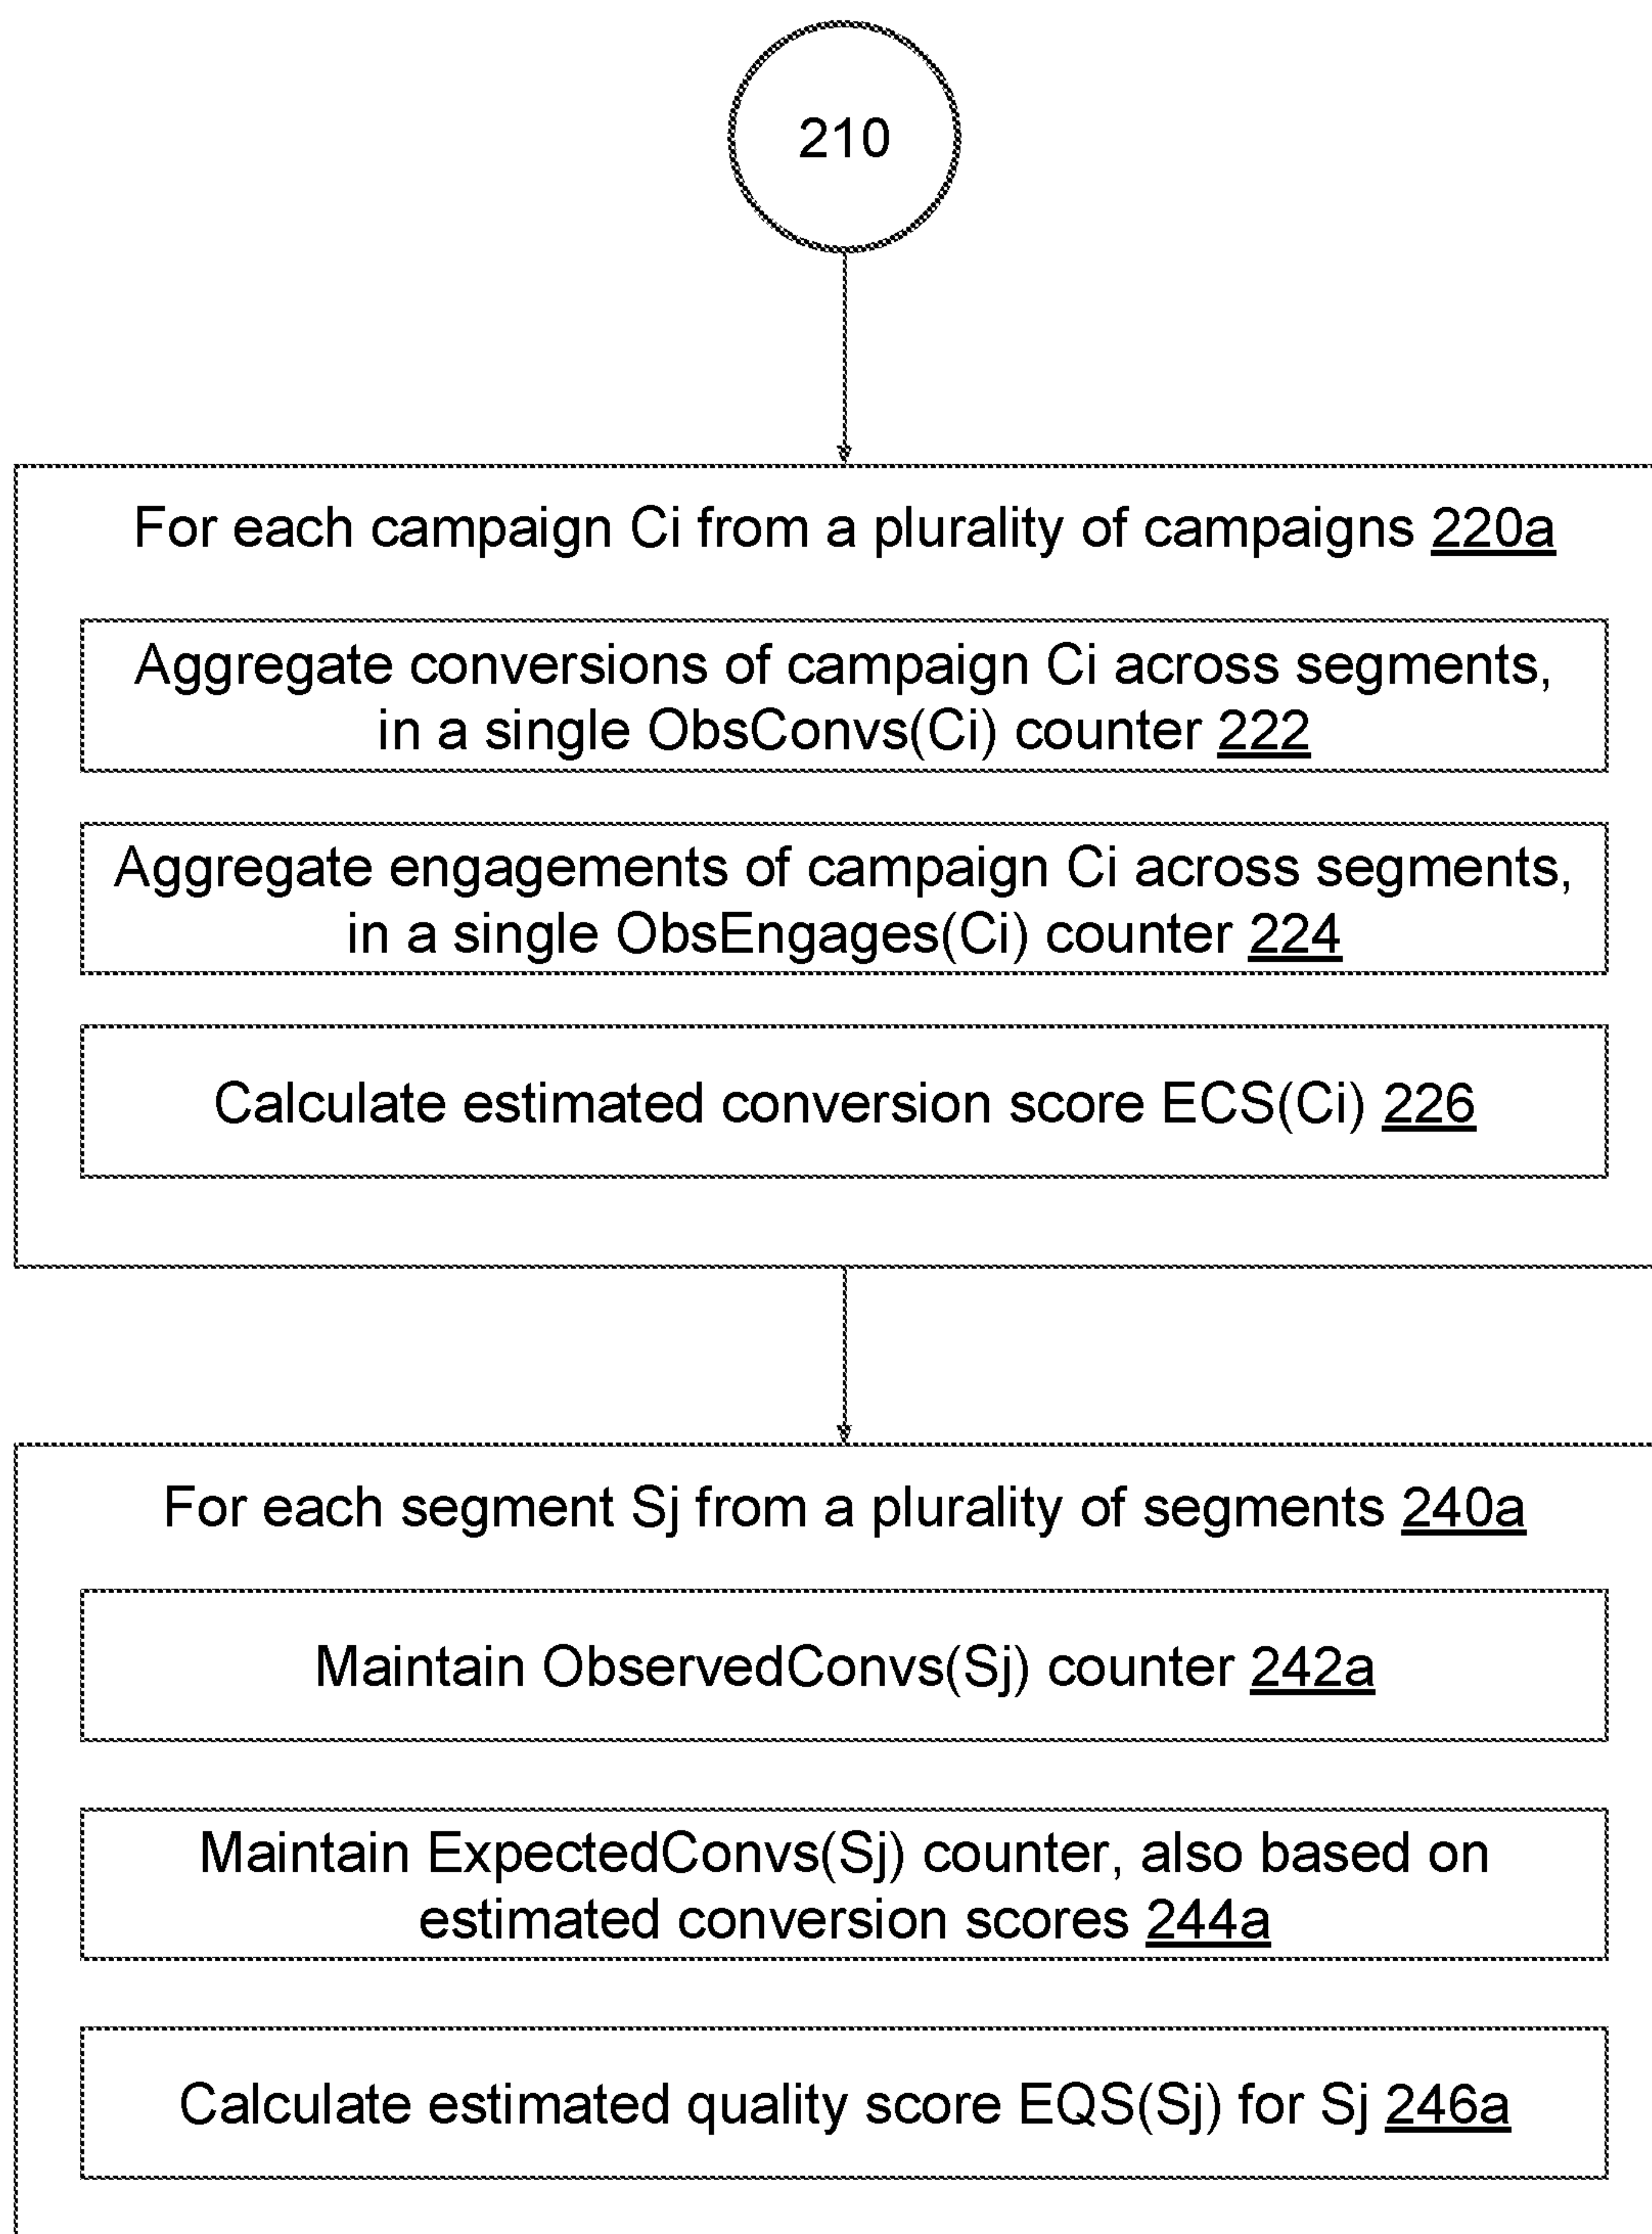 210
For each campaign Ci from a plurality of campaigns 220a
Aggregate conversions of campaign Ci across segments,
in a single ObsConvs(Ci) counter 222
Aggregate engagements of campaign Ci across segments,
in a single ObsEngages(Ci) counter 224
Calculate estimated conversion score ECS(Ci) 226
For each segment Sj from a plurality of segments 240a
Maintain ObservedConvs(Sj) counter 242a
Maintain ExpectedConvs(Sj) counter, also based on
estimated conversion scores 244a
Calculate estimated quality score EQS(Sj) for Sj 246a